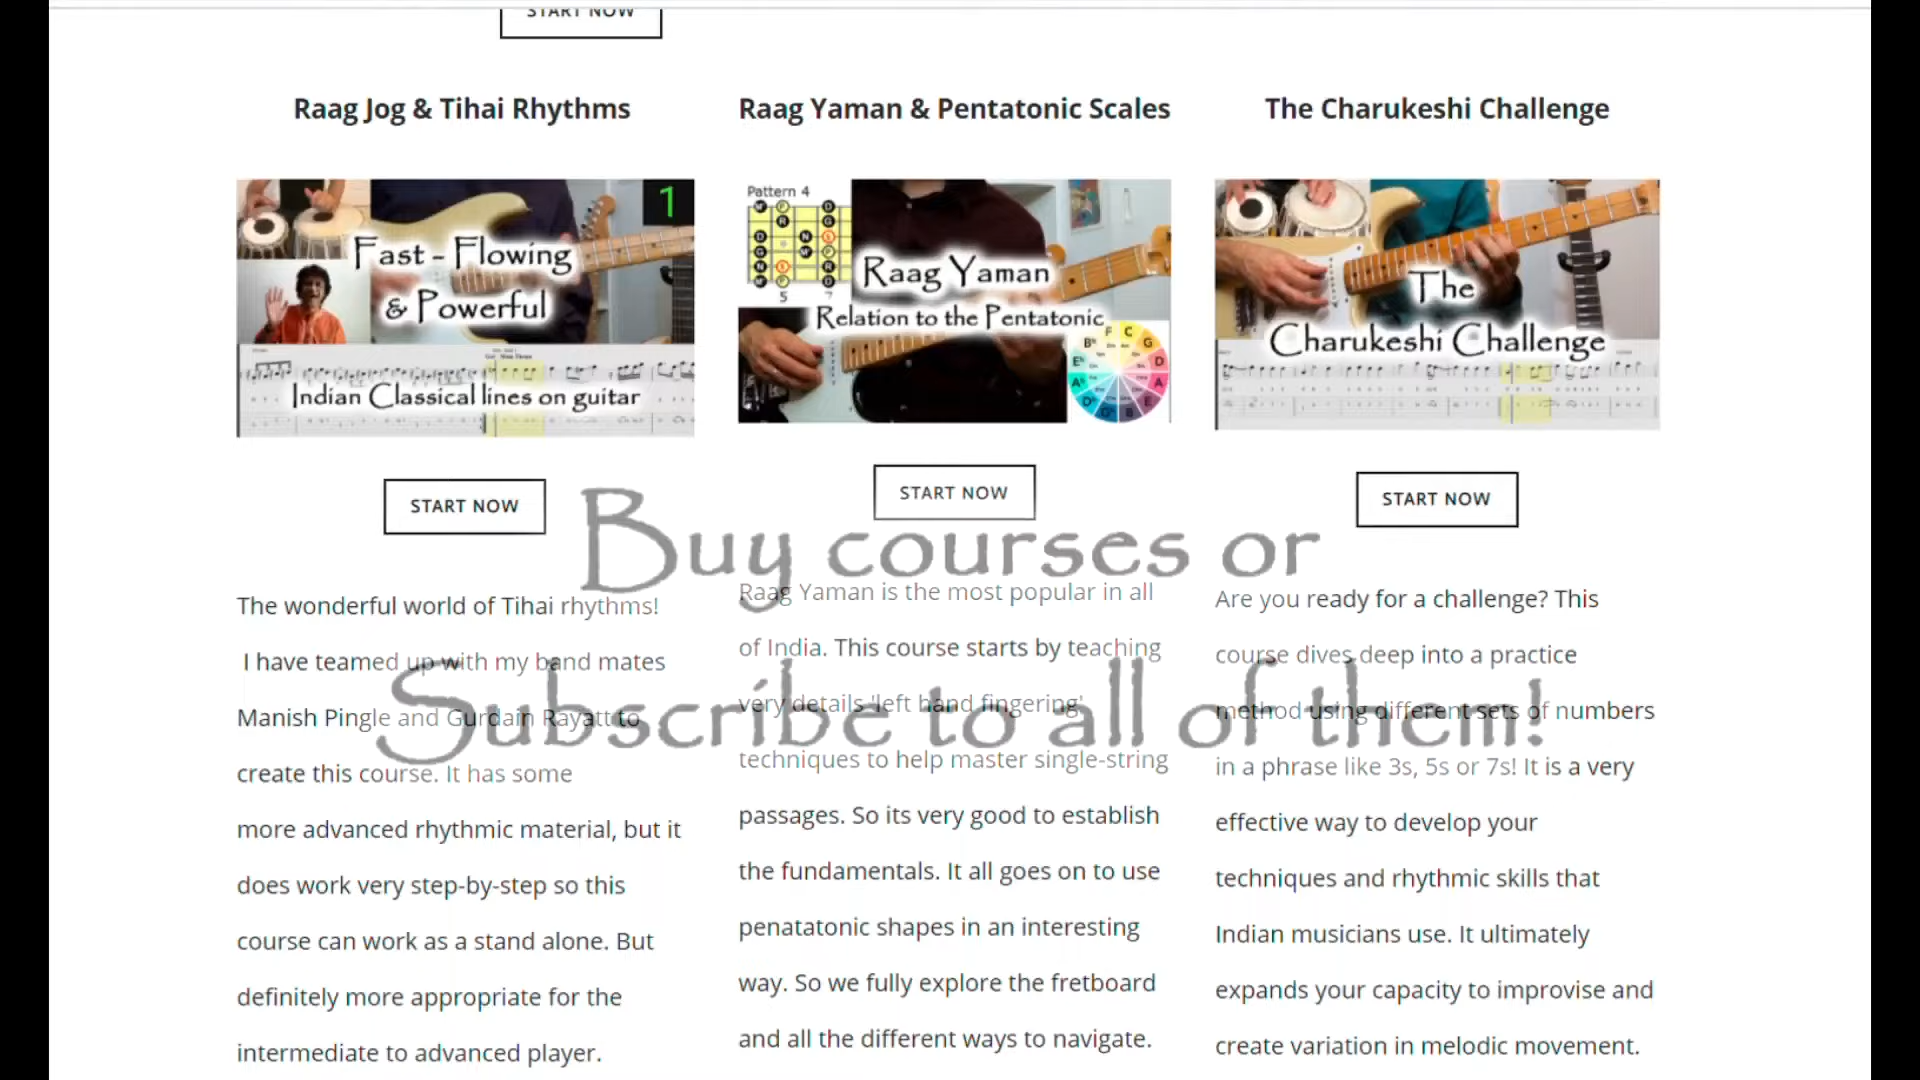 START NOW
Raag Jog & Tihai Rhythms
Fast - Flowing
& Powerful
1
Indian Classical lines on guitar
START NOW
The wonderful world of Tihai rhythms!
I have teamed up with my band mates
Manish Pingle and Gurdain Rayatt to
create this course. It has some
more advanced rhythmic material, but it
does work very step-by-step so this
course can work as a stand alone. But
definitely more appropriate for the
intermediate to advanced player.
Raag Yaman & Pentatonic Scales
Pattern 4
Raag Yaman
Relation to the Pentatonic
5
7
F C G D A E B Db Ab Eb Bb
START NOW
Raag Yaman is the most popular in all
of India. This course starts by teaching
very details 'left hand fingering'
techniques to help master single-string
passages. So its very good to establish
the fundamentals. It all goes on to use
penatatonic shapes in an interesting
way. So we fully explore the fretboard
and all the different ways to navigate.
The Charukeshi Challenge
The
Charukeshi Challenge
START NOW
Are you ready for a challenge? This
course dives deep into a practice
method using different sets of numbers
in a phrase like 3s, 5s or 7s! It is a very
effective way to develop your
techniques and rhythmic skills that
Indian musicians use. It ultimately
expands your capacity to improvise and
create variation in melodic movement.
Buy courses or
Subscribe to all of them!